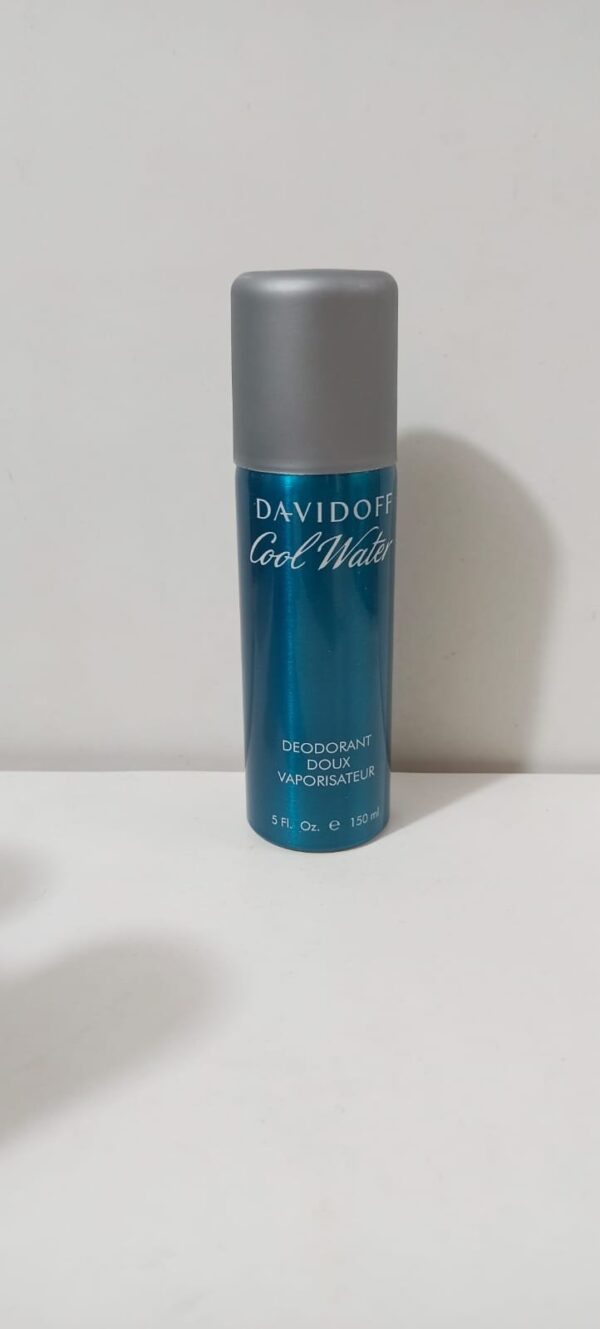 DAVIDOFF
Cool Water
DEODORANT
DOUX
VAPORISATEUR
5 Fl. Oz. ℮ 150 ml